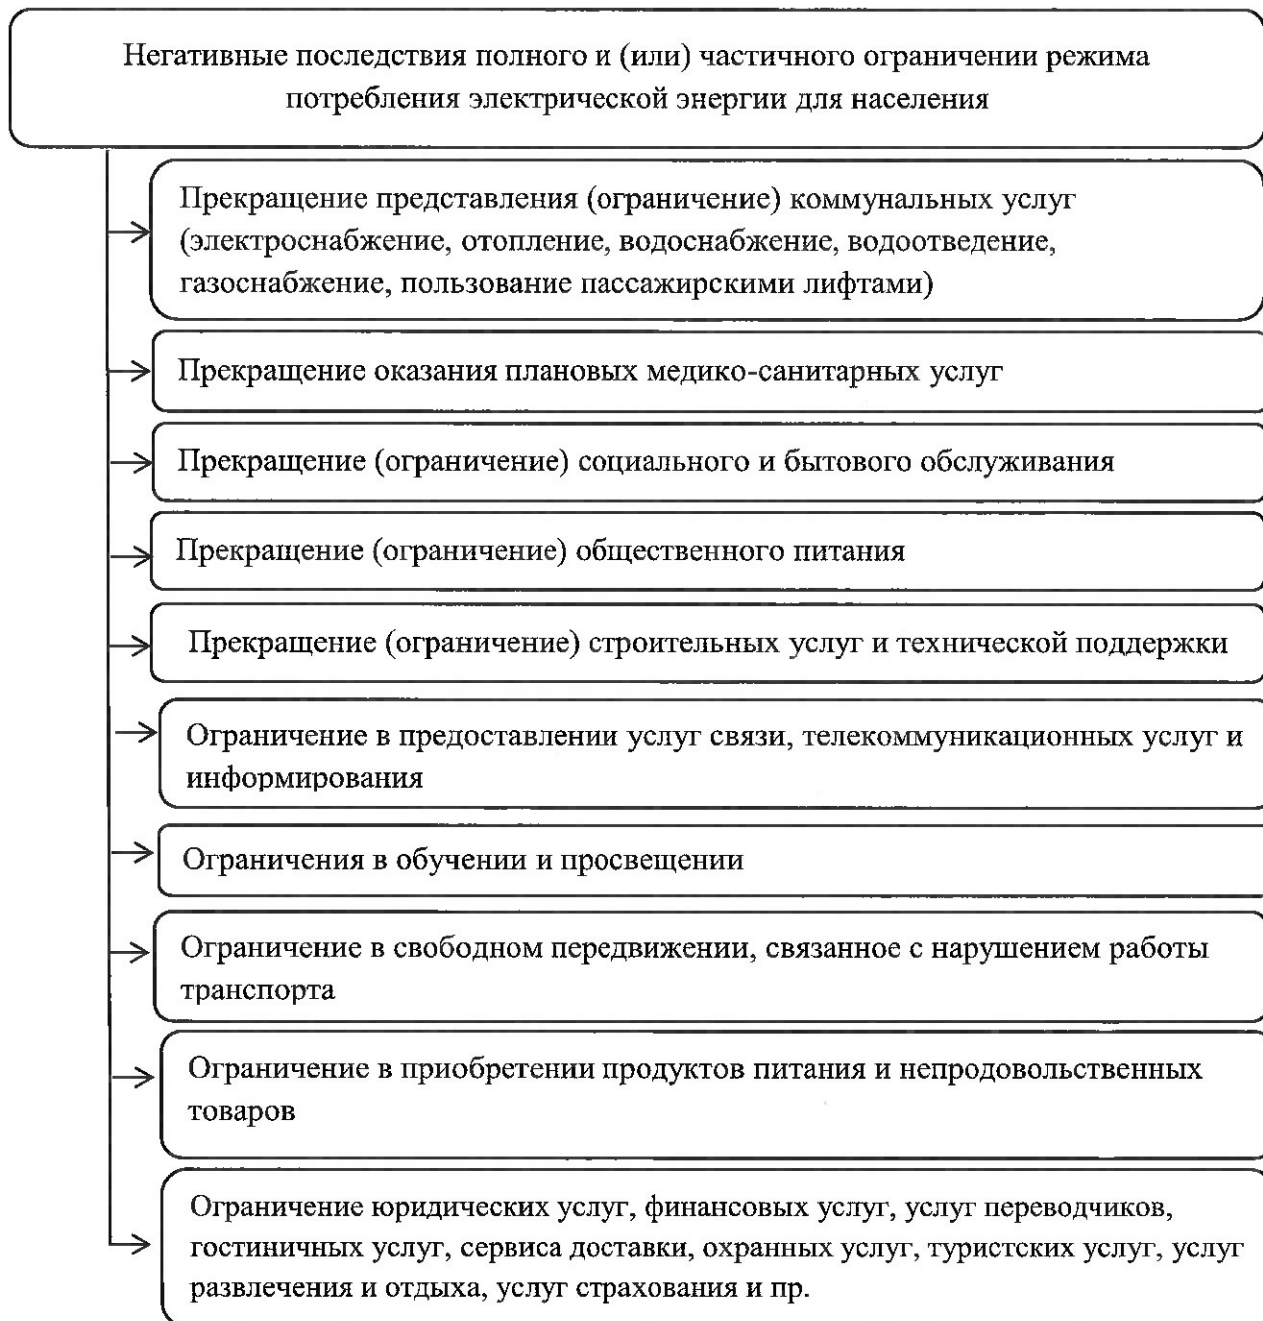 Негативные последствия полного и (или) частичного ограничении режима
потребления электрической энергии для населения
Прекращение представления (ограничение) коммунальных услуг
(электроснабжение, отопление, водоснабжение, водоотведение,
газоснабжение, пользование пассажирскими лифтами)
Прекращение оказания плановых медико-санитарных услуг
Прекращение (ограничение) социального и бытового обслуживания
Прекращение (ограничение) общественного питания
Прекращение (ограничение) строительных услуг и технической поддержки
Ограничение в предоставлении услуг связи, телекоммуникационных услуг и
информирования
Ограничения в обучении и просвещении
Ограничение в свободном передвижении, связанное с нарушением работы
транспорта
Ограничение в приобретении продуктов питания и непродовольственных
товаров
Ограничение юридических услуг, финансовых услуг, услуг переводчиков,
гостиничных услуг, сервиса доставки, охранных услуг, туристских услуг, услуг
развлечения и отдыха, услуг страхования и пр.